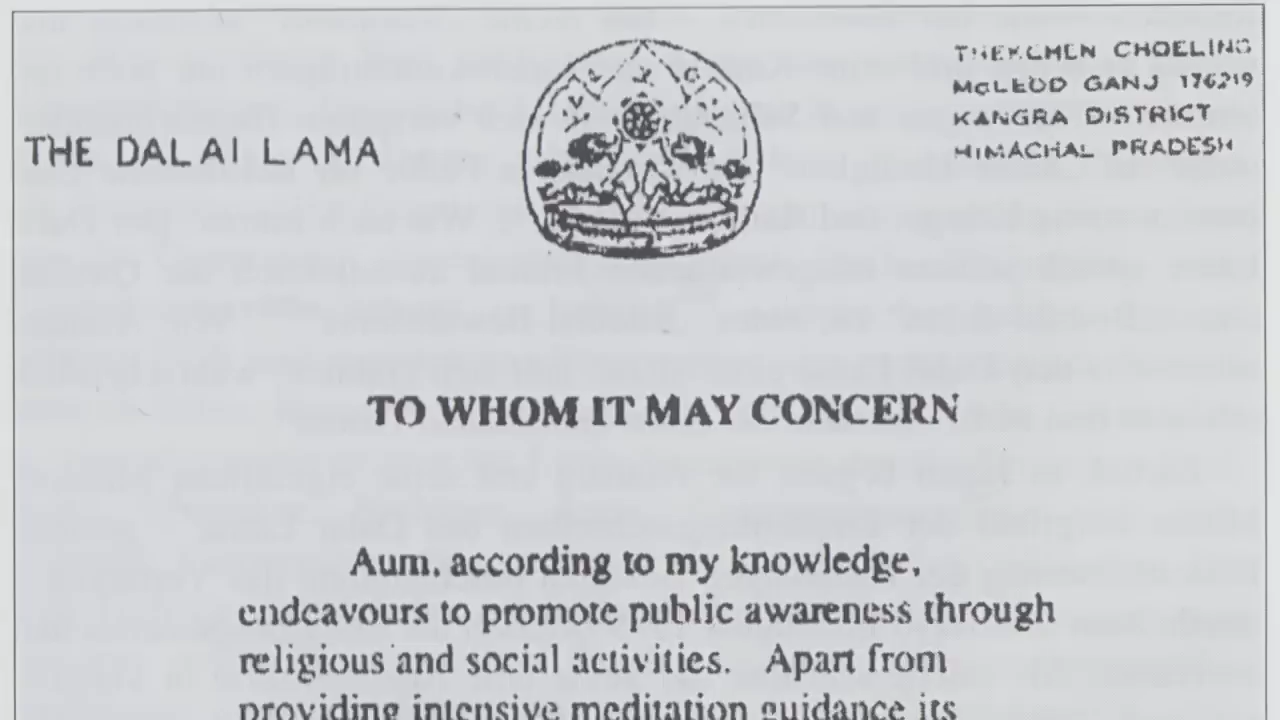 THE DALAI LAMA
THEKCHEN CHOELING
McLEOD GANJ 176219
KANGRA DISTRICT
HIMACHAL PRADESH
TO WHOM IT MAY CONCERN
Aum, according to my knowledge,
endeavours to promote public awareness through
religious and social activities. Apart from
providing intensive meditation guidance its